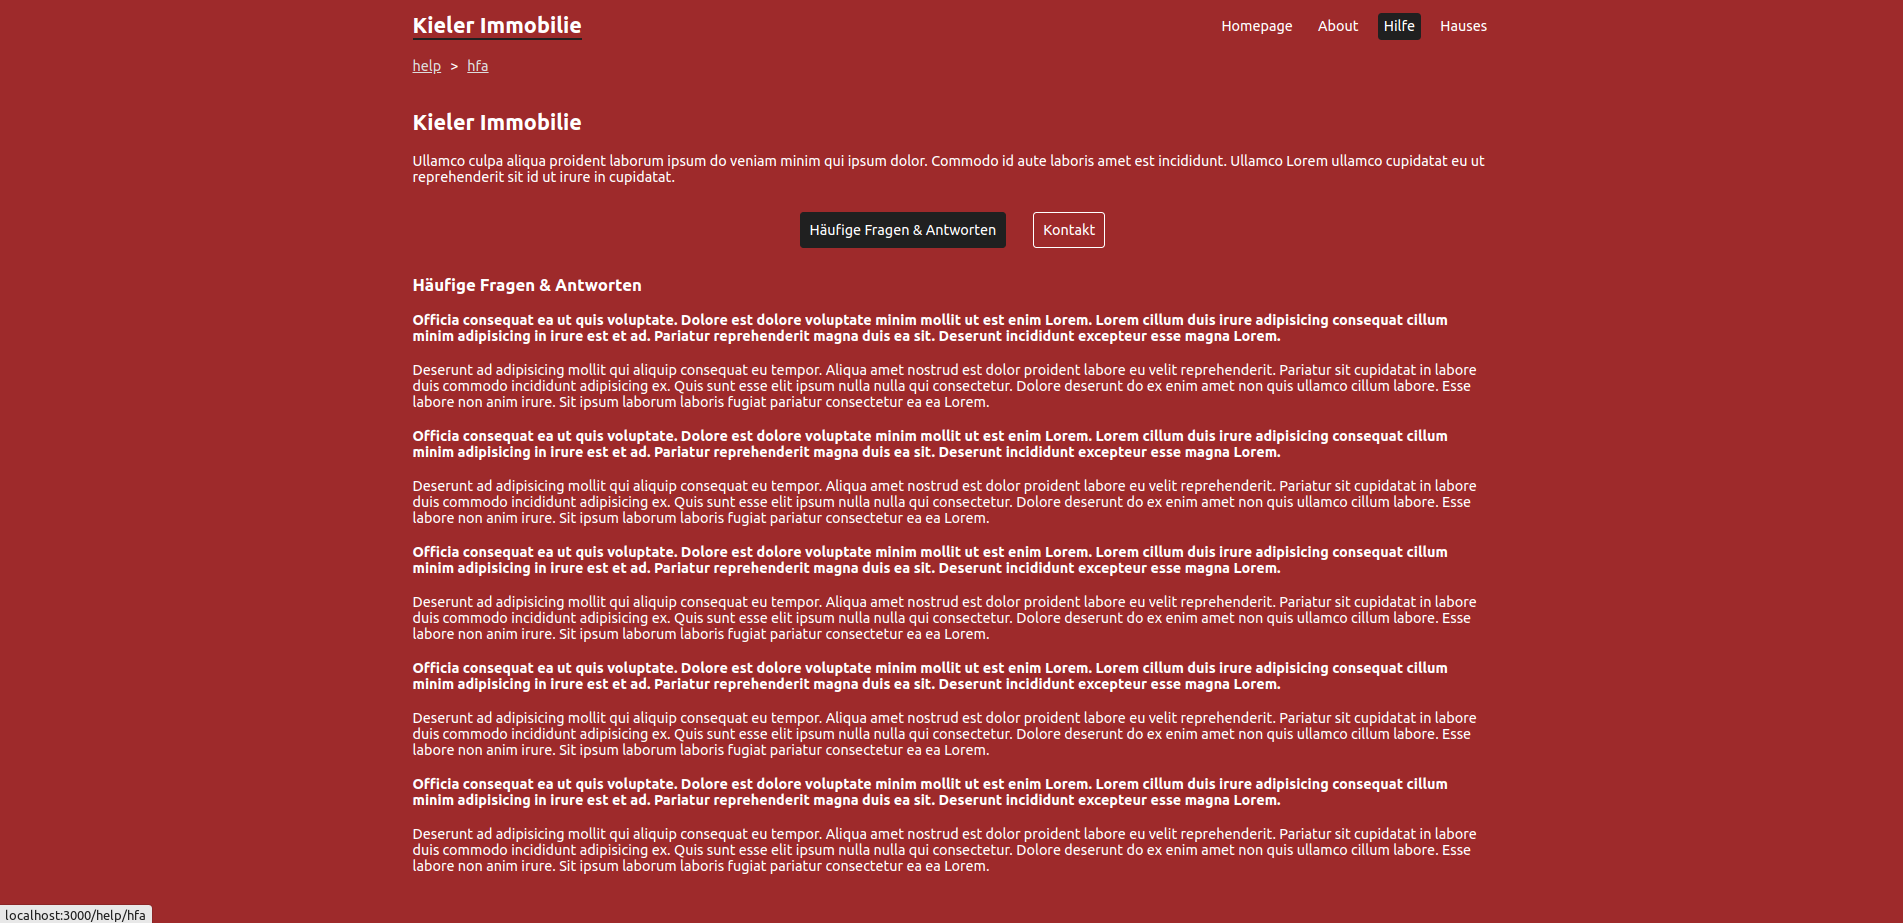 Kieler Immobilie
Homepage About Hilfe Hauses
help > hfa
Kieler Immobilie
Ullamco culpa aliqua proident laborum ipsum do veniam minim qui ipsum dolor. Commodo id aute laboris amet est incididunt. Ullamco Lorem ullamco cupidatat eu ut
reprehenderit sit id ut irure in cupidatat.
Häufige Fragen & Antworten Kontakt
Häufige Fragen & Antworten
Officia consequat ea ut quis voluptate. Dolore est dolore voluptate minim mollit ut est enim Lorem. Lorem cillum duis irure adipisicing consequat cillum
minim adipisicing in irure est et ad. Pariatur reprehenderit magna duis ea sit. Deserunt incididunt excepteur esse magna Lorem.
Deserunt ad adipisicing mollit qui aliquip consequat eu tempor. Aliqua amet nostrud est dolor proident labore eu velit reprehenderit. Pariatur sit cupidatat in labore
duis commodo incididunt adipisicing ex. Quis sunt esse elit ipsum nulla nulla qui consectetur. Dolore deserunt do ex enim amet non quis ullamco cillum labore. Esse
labore non anim irure. Sit ipsum laborum laboris fugiat pariatur consectetur ea ea Lorem.
Officia consequat ea ut quis voluptate. Dolore est dolore voluptate minim mollit ut est enim Lorem. Lorem cillum duis irure adipisicing consequat cillum
minim adipisicing in irure est et ad. Pariatur reprehenderit magna duis ea sit. Deserunt incididunt excepteur esse magna Lorem.
Deserunt ad adipisicing mollit qui aliquip consequat eu tempor. Aliqua amet nostrud est dolor proident labore eu velit reprehenderit. Pariatur sit cupidatat in labore
duis commodo incididunt adipisicing ex. Quis sunt esse elit ipsum nulla nulla qui consectetur. Dolore deserunt do ex enim amet non quis ullamco cillum labore. Esse
labore non anim irure. Sit ipsum laborum laboris fugiat pariatur consectetur ea ea Lorem.
Officia consequat ea ut quis voluptate. Dolore est dolore voluptate minim mollit ut est enim Lorem. Lorem cillum duis irure adipisicing consequat cillum
minim adipisicing in irure est et ad. Pariatur reprehenderit magna duis ea sit. Deserunt incididunt excepteur esse magna Lorem.
Deserunt ad adipisicing mollit qui aliquip consequat eu tempor. Aliqua amet nostrud est dolor proident labore eu velit reprehenderit. Pariatur sit cupidatat in labore
duis commodo incididunt adipisicing ex. Quis sunt esse elit ipsum nulla nulla qui consectetur. Dolore deserunt do ex enim amet non quis ullamco cillum labore. Esse
labore non anim irure. Sit ipsum laborum laboris fugiat pariatur consectetur ea ea Lorem.
Officia consequat ea ut quis voluptate. Dolore est dolore voluptate minim mollit ut est enim Lorem. Lorem cillum duis irure adipisicing consequat cillum
minim adipisicing in irure est et ad. Pariatur reprehenderit magna duis ea sit. Deserunt incididunt excepteur esse magna Lorem.
Deserunt ad adipisicing mollit qui aliquip consequat eu tempor. Aliqua amet nostrud est dolor proident labore eu velit reprehenderit. Pariatur sit cupidatat in labore
duis commodo incididunt adipisicing ex. Quis sunt esse elit ipsum nulla nulla qui consectetur. Dolore deserunt do ex enim amet non quis ullamco cillum labore. Esse
labore non anim irure. Sit ipsum laborum laboris fugiat pariatur consectetur ea ea Lorem.
Officia consequat ea ut quis voluptate. Dolore est dolore voluptate minim mollit ut est enim Lorem. Lorem cillum duis irure adipisicing consequat cillum
minim adipisicing in irure est et ad. Pariatur reprehenderit magna duis ea sit. Deserunt incididunt excepteur esse magna Lorem.
Deserunt ad adipisicing mollit qui aliquip consequat eu tempor. Aliqua amet nostrud est dolor proident labore eu velit reprehenderit. Pariatur sit cupidatat in labore
duis commodo incididunt adipisicing ex. Quis sunt esse elit ipsum nulla nulla qui consectetur. Dolore deserunt do ex enim amet non quis ullamco cillum labore. Esse
labore non anim irure. Sit ipsum laborum laboris fugiat pariatur consectetur ea ea Lorem.
localhost:3000/help/hfa